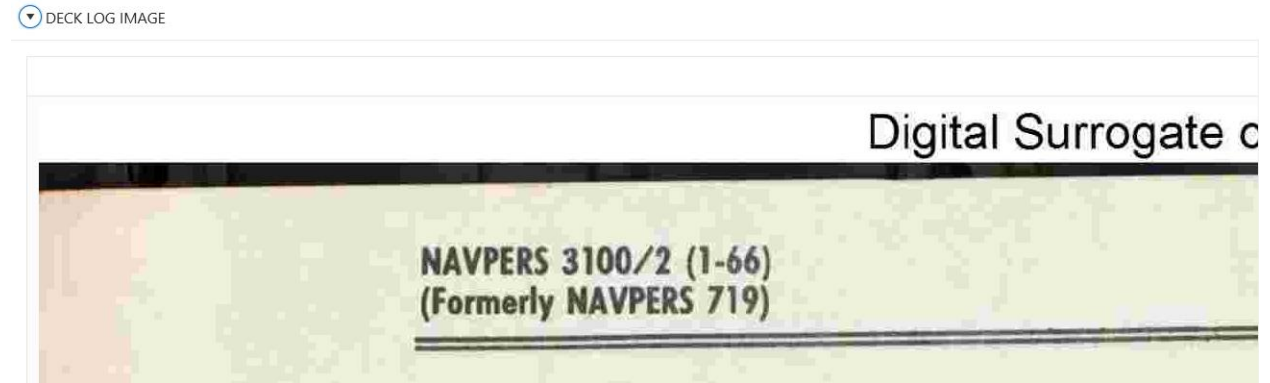 DECK LOG IMAGE
Digital Surrogate
NAVPERS 3100/2 (1-66)
(Formerly NAVPERS 719)